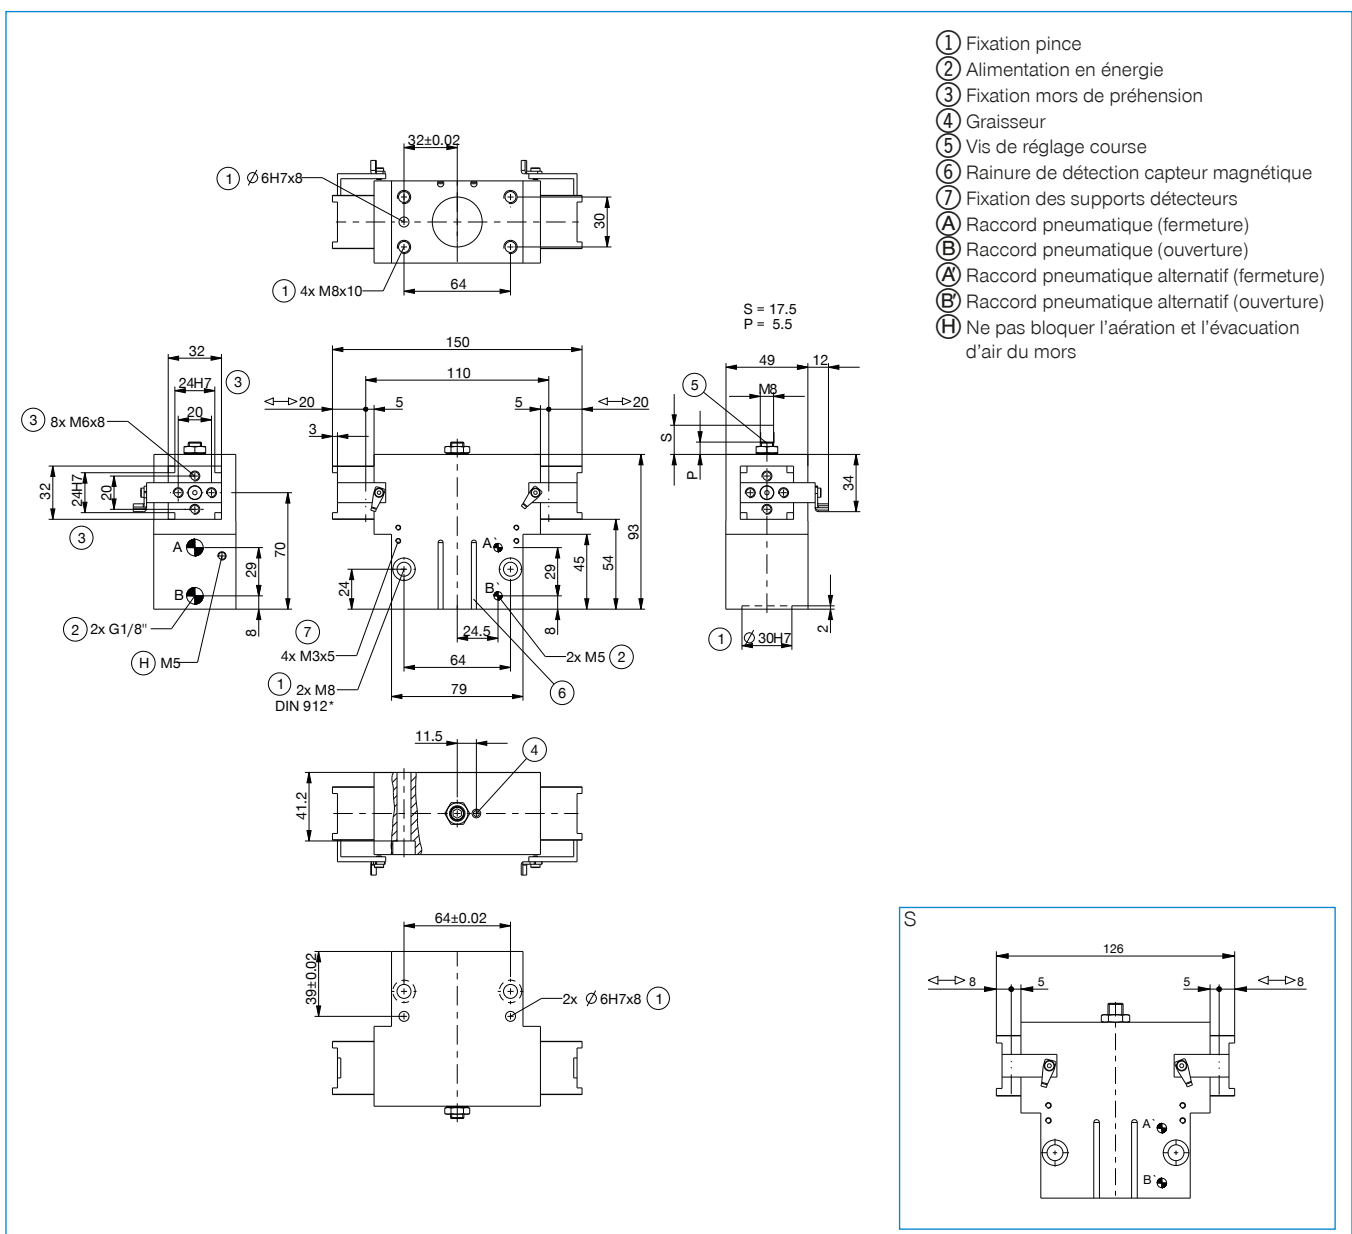 ① Fixation pince
② Alimentation en énergie
③ Fixation mors de préhension
④ Graisseur
⑤ Vis de réglage course
⑥ Rainure de détection capteur magnétique
⑦ Fixation des supports détecteurs
Ⓐ Raccord pneumatique (fermeture)
Ⓑ Raccord pneumatique (ouverture)
A' Raccord pneumatique alternatif (fermeture)
B' Raccord pneumatique alternatif (ouverture)
Ⓗ Ne pas bloquer l'aération et l'évacuation
d'air du mors
32±0.02
① Ø6H7x8
30
① 4x M8x10
64
S = 17.5
P = 5.5
32
24H7 ③
20
③ 8x M6x8
32
24H7
20
③
A
B
70
29
8
② 2x G1/8"
Ⓗ M5
150
110
20
5
5
20
3
93
54
45
29
8
24
A`
B`
24.5
⑦
4x M3x5
① 2x M8
DIN 912*
64
79
2x M5 ②
⑥
49
12
⑤
M8
S
P
34
① Ø30H7
2
11.5
④
41.2
64±0.02
39±0.02
2x Ø6H7x8 ①
S
126
8
5
5
8
A`
B`